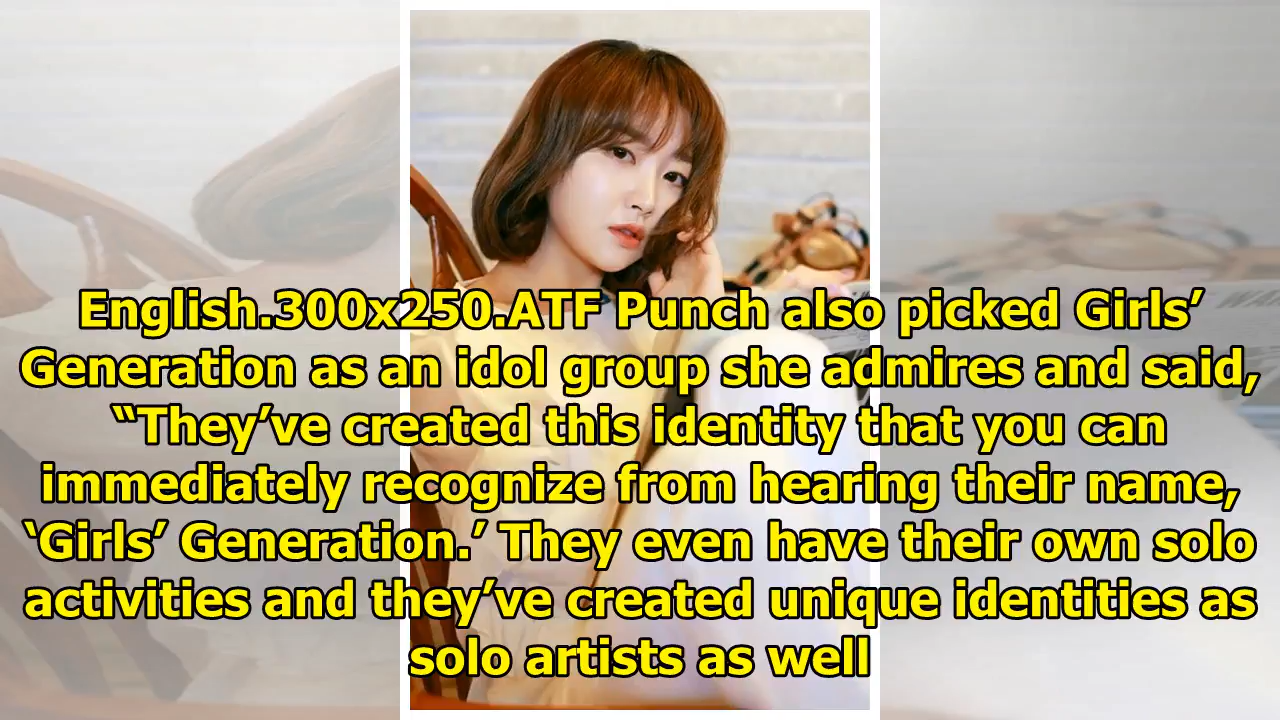 English.300x250.ATF Punch also picked Girls’
Generation as an idol group she admires and said,
“They’ve created this identity that you can
immediately recognize from hearing their name,
‘Girls’ Generation.’ They even have their own solo
activities and they’ve created unique identities as
solo artists as well